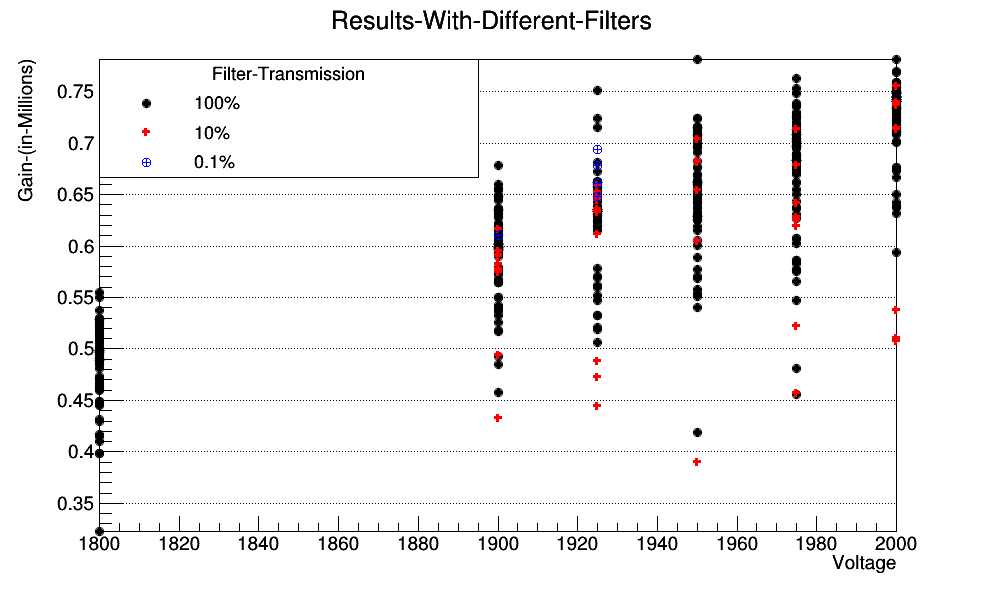 Results-With-Different-Filters
Gain-(in-Millions)
Filter-Transmission
100%
10%
0.1%
0.75
0.7
0.65
0.6
0.55
0.5
0.45
0.4
0.35
1800 1820 1840 1860 1880 1900 1920 1940 1960 1980 2000
Voltage